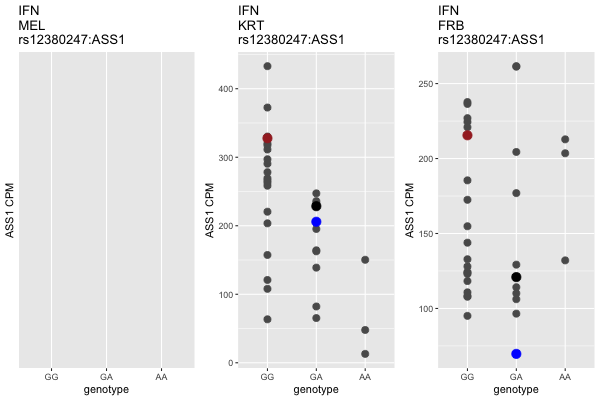 IFN
MEL
rs12380247:ASS1
ASS1 CPM
GG GA AA
genotype
IFN
KRT
rs12380247:ASS1
400
300
200
100
0
ASS1 CPM
GG GA AA
genotype
IFN
FRB
rs12380247:ASS1
250
200
150
100
ASS1 CPM
GG GA AA
genotype